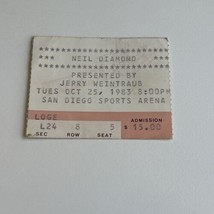 NEIL DIAMOND
PRESENTED BY
JERRY WEINTRAUB
TUES OCT 25, 1983 8:00PM
SAN DIEGO SPORTS ARENA
LOGE ADMISSION
L24 8 5 $ 15.00
SEC ROW SEAT